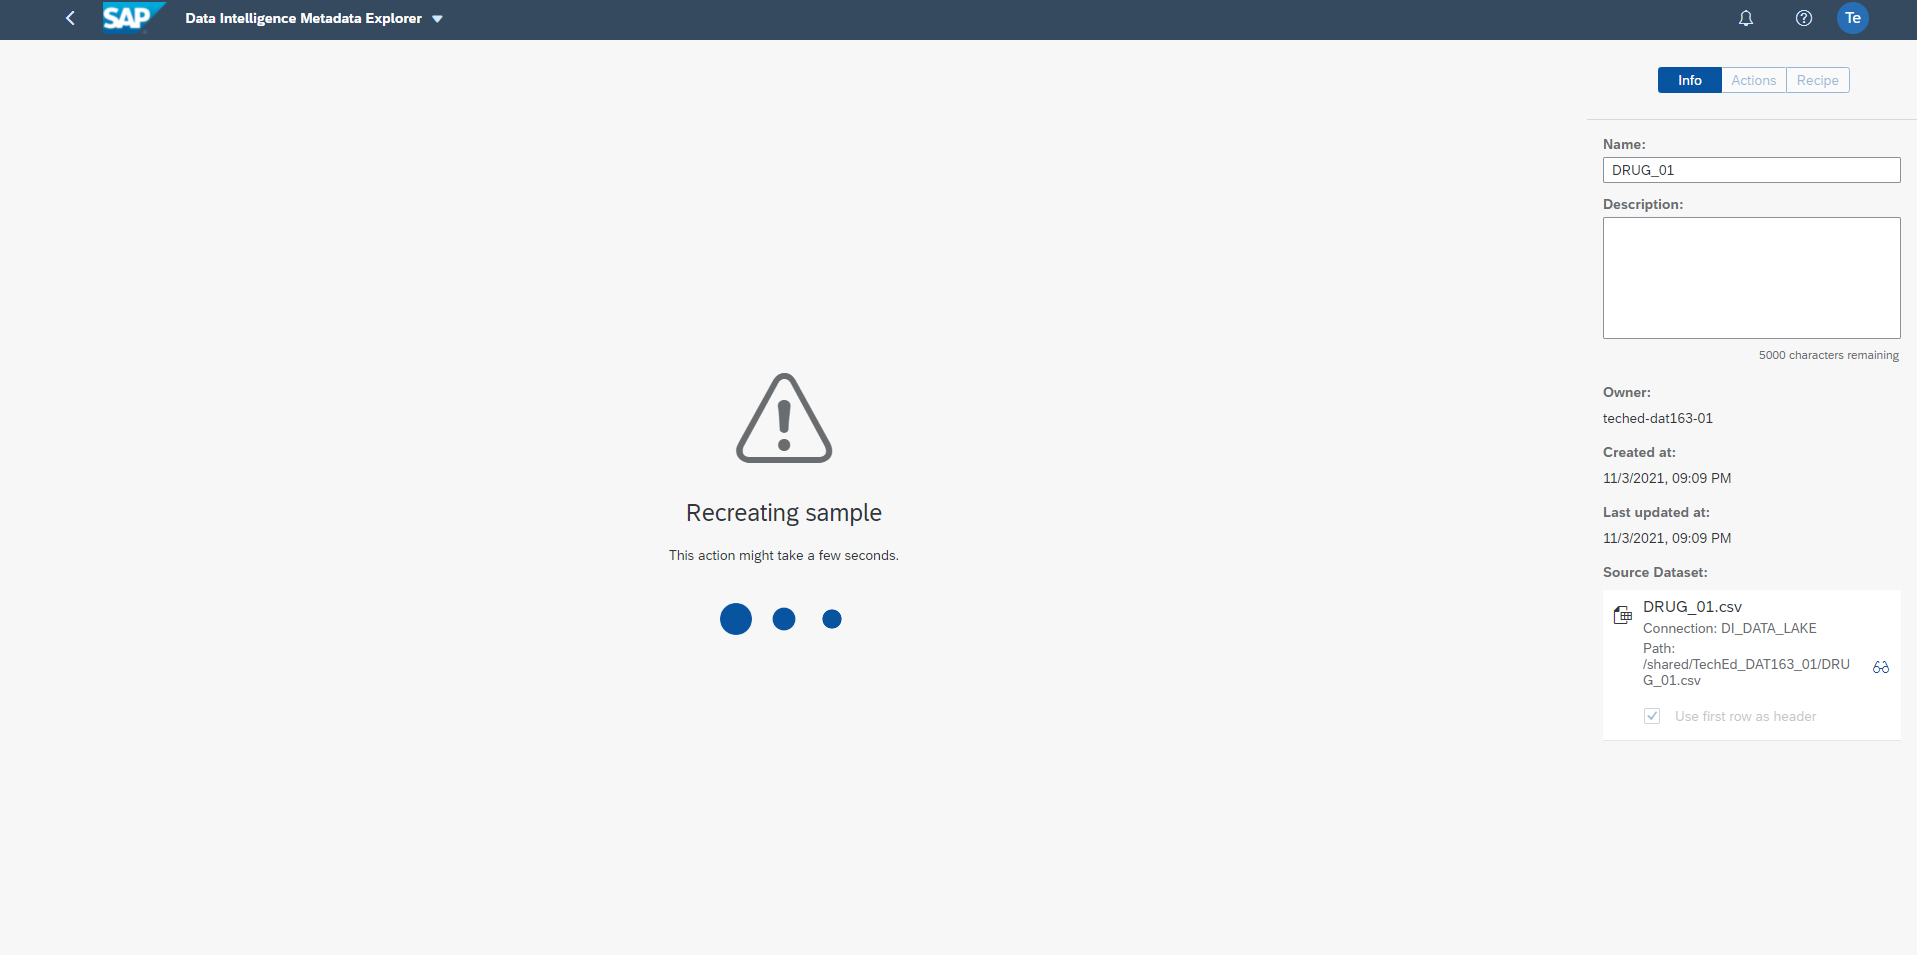 SAP
Data Intelligence Metadata Explorer
?
Te
Info
Actions
Recipe
Name:
DRUG_01
Description:
5000 characters remaining
Owner:
teched-dat163-01
Created at:
11/3/2021, 09:09 PM
Last updated at:
11/3/2021, 09:09 PM
Source Dataset:
DRUG_01.csv
Connection: DI_DATA_LAKE
Path:
/shared/TechEd_DAT163_01/DRU
G_01.csv
Use first row as header
Recreating sample
This action might take a few seconds.